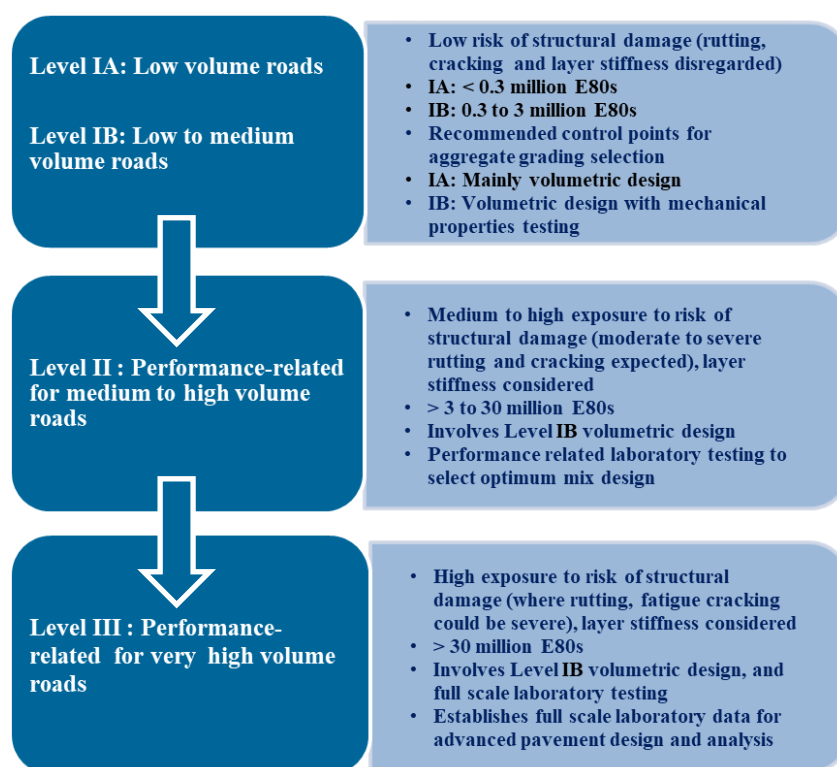 Level IA: Low volume roads
Level IB: Low to medium
volume roads
• Low risk of structural damage (rutting,
cracking and layer stiffness disregarded)
• IA: < 0.3 million E80s
• IB: 0.3 to 3 million E80s
• Recommended control points for
aggregate grading selection
• IA: Mainly volumetric design
• IB: Volumetric design with mechanical
properties testing
Level II : Performance-related
for medium to high volume
roads
• Medium to high exposure to risk of
structural damage (moderate to severe
rutting and cracking expected), layer
stiffness considered
• > 3 to 30 million E80s
• Involves Level IB volumetric design
• Performance related laboratory testing to
select optimum mix design
Level III : Performance-
related for very high volume
roads
• High exposure to risk of structural
damage (where rutting, fatigue cracking
could be severe), layer stiffness considered
• > 30 million E80s
• Involves Level IB volumetric design, and
full scale laboratory testing
• Establishes full scale laboratory data for
advanced pavement design and analysis